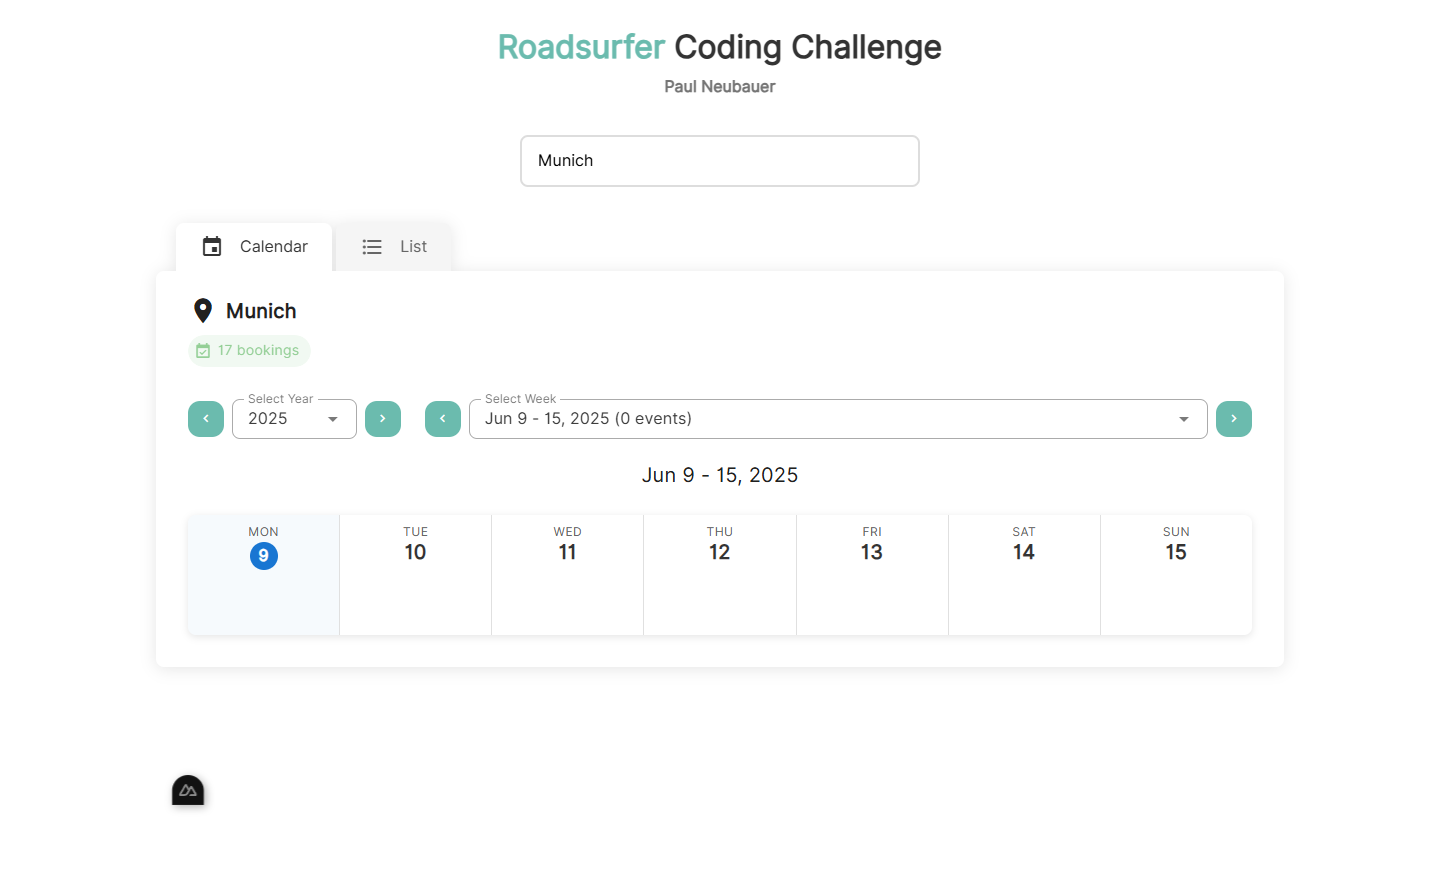 Roadsurfer Coding Challenge
Paul Neubauer
Munich
Calendar
List
Munich
17 bookings
Select Year
2025
Select Week
Jun 9 - 15, 2025 (0 events)
Jun 9 - 15, 2025
MON TUE WED THU FRI SAT SUN
9 10 11 12 13 14 15